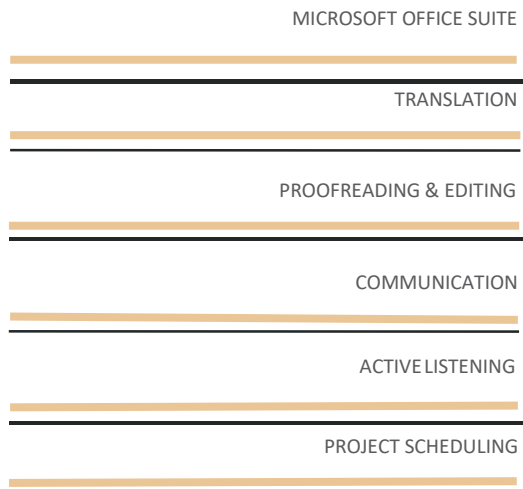 MICROSOFT OFFICE SUITE
TRANSLATION
PROOFREADING & EDITING
COMMUNICATION
ACTIVE LISTENING
PROJECT SCHEDULING